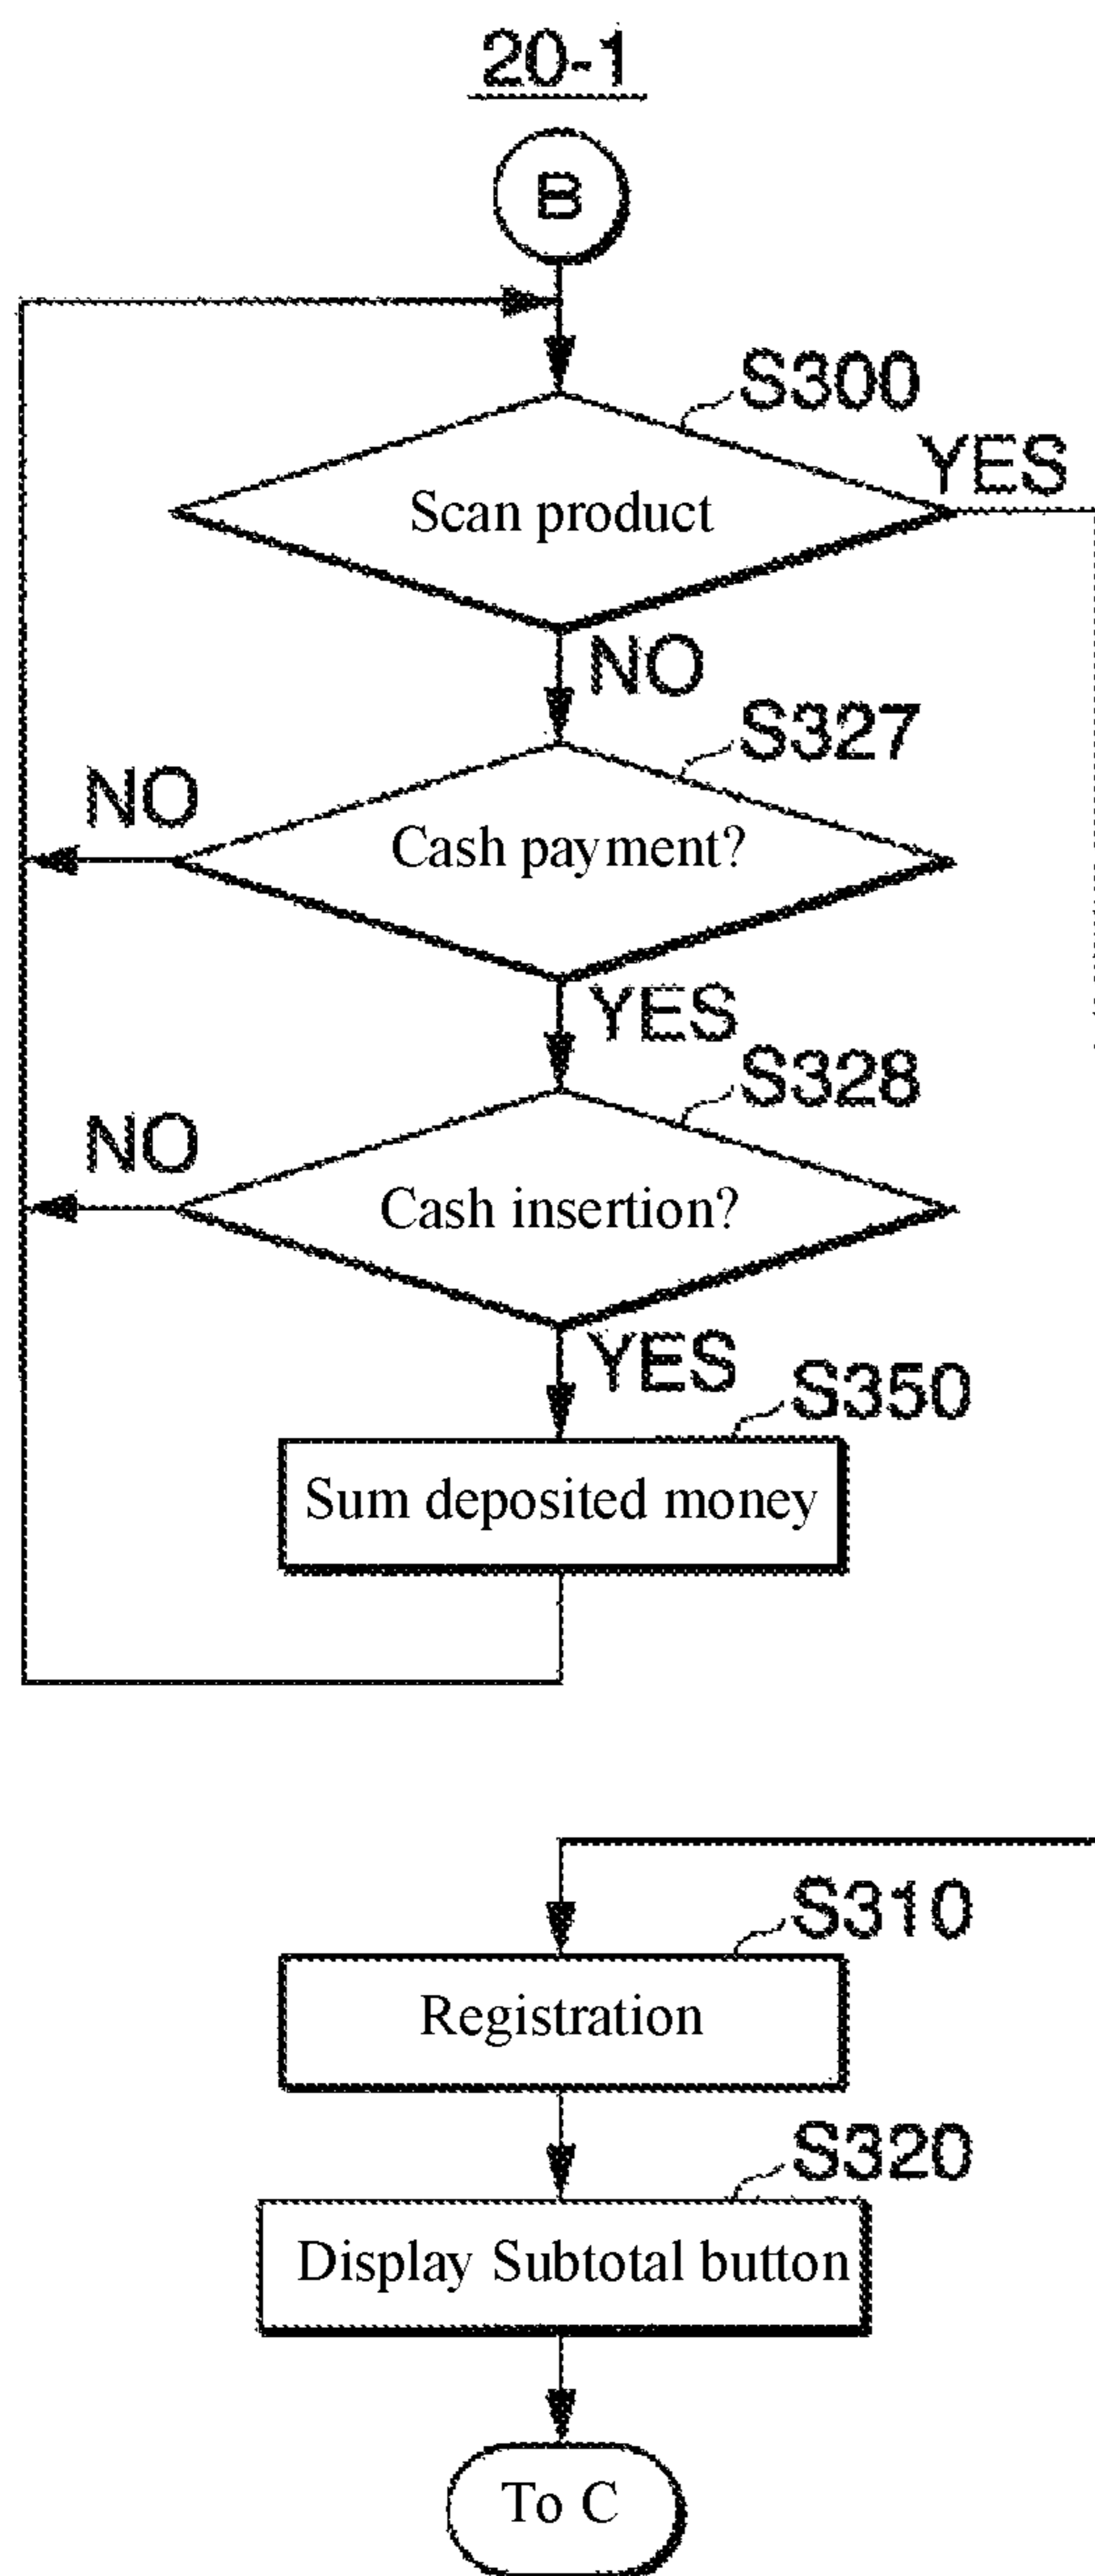 20-1
B
S300
YES
Scan product
NO
S327
NO
Cash payment?
YES
S328
NO
Cash insertion?
YES
S350
Sum deposited money
S310
Registration
S320
Display Subtotal button
To C